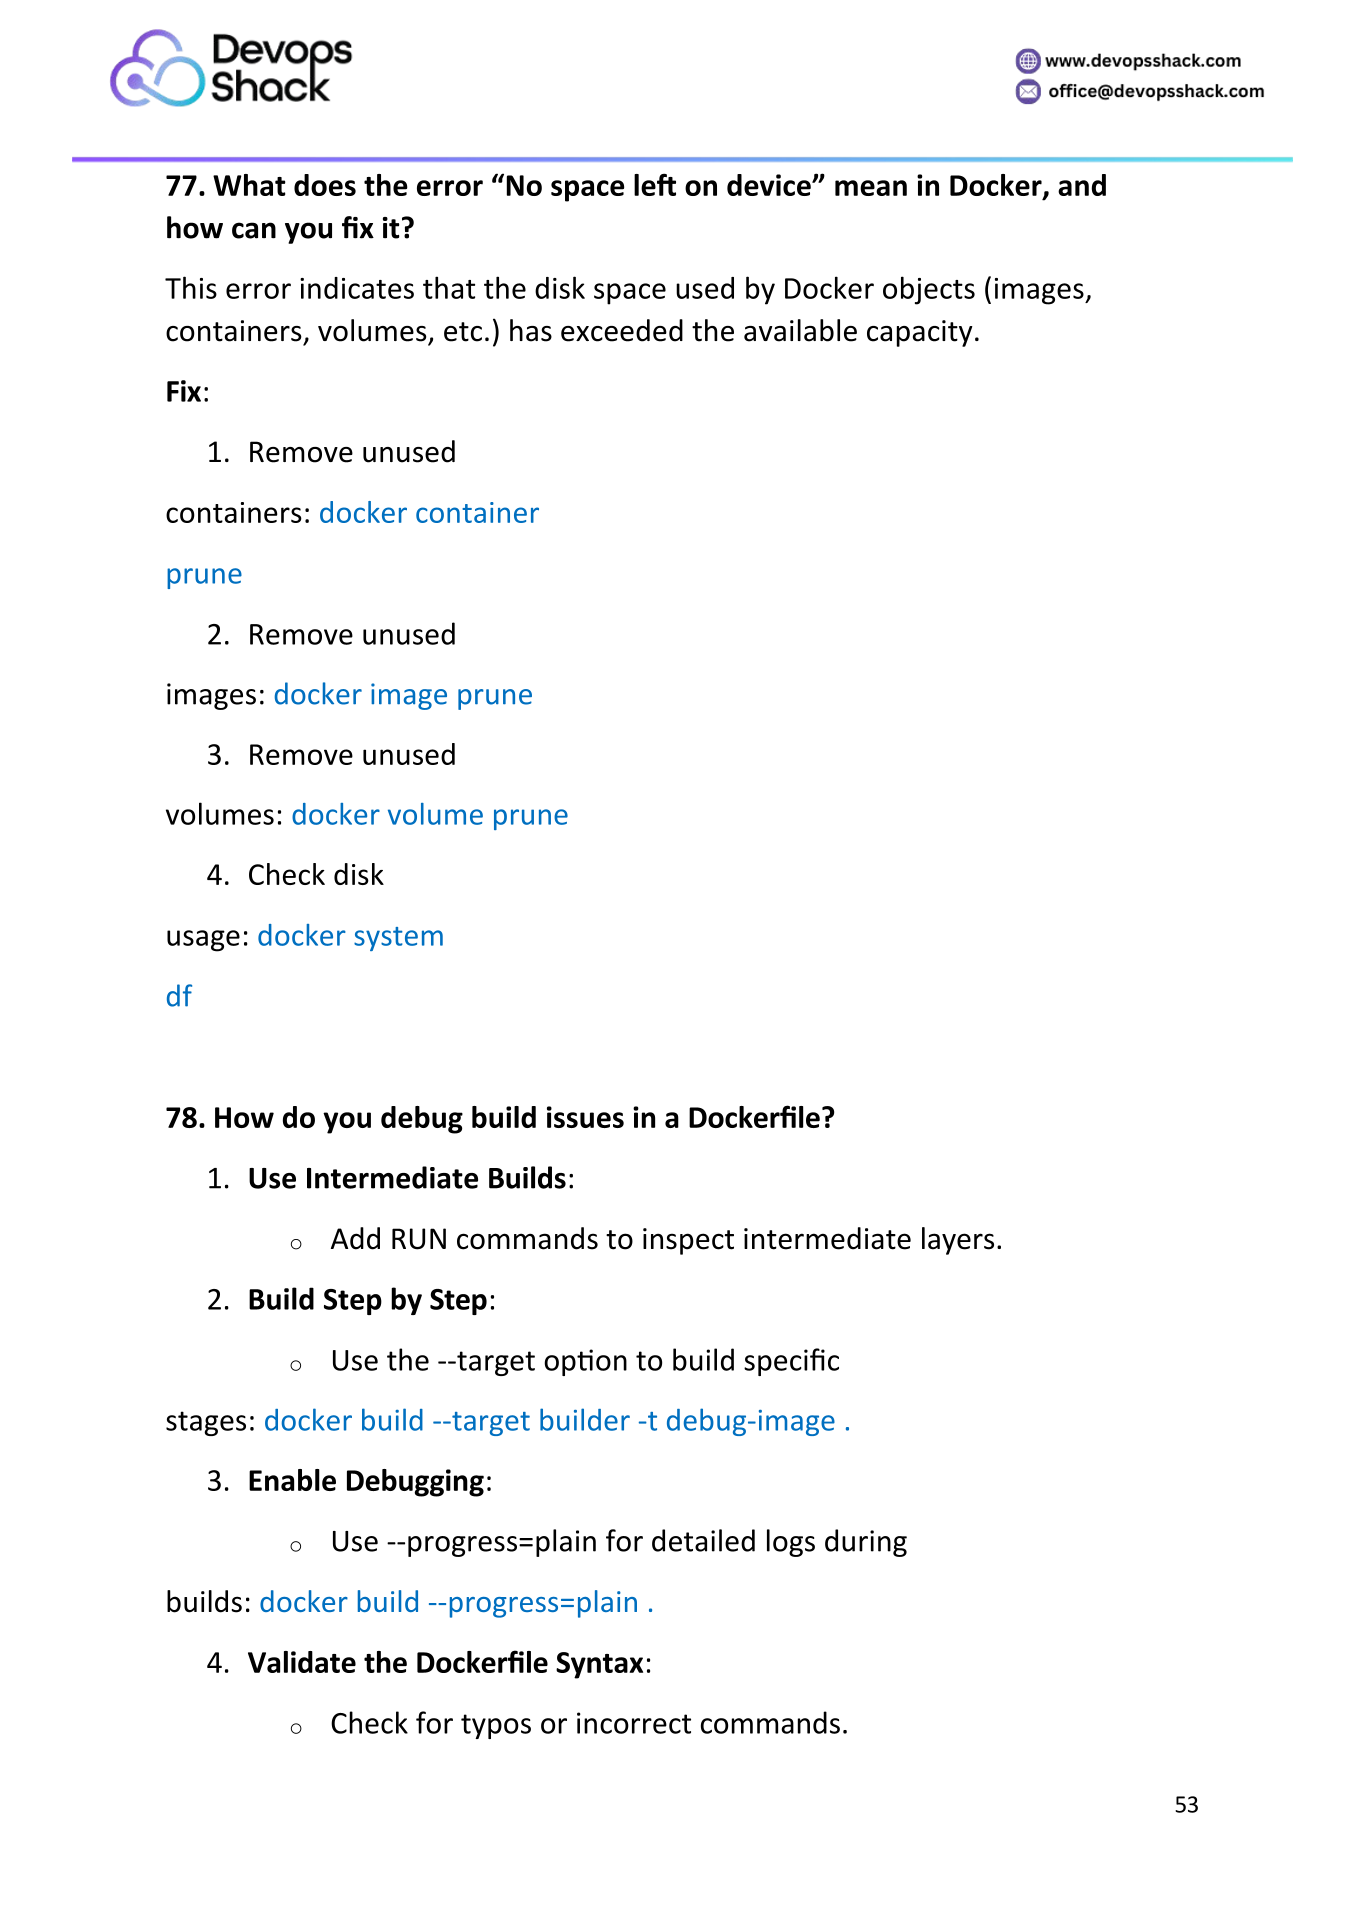 Devops
Shack
www.devopsshack.com
office@devopsshack.com
77. What does the error “No space left on device” mean in Docker, and
how can you fix it?
This error indicates that the disk space used by Docker objects (images,
containers, volumes, etc.) has exceeded the available capacity.
Fix:
1. Remove unused
containers: docker container
prune
2. Remove unused
images: docker image prune
3. Remove unused
volumes: docker volume prune
4. Check disk
usage: docker system
df
78. How do you debug build issues in a Dockerfile?
1. Use Intermediate Builds:
○ Add RUN commands to inspect intermediate layers.
2. Build Step by Step:
○ Use the --target option to build specific
stages: docker build --target builder -t debug-image .
3. Enable Debugging:
○ Use --progress=plain for detailed logs during
builds: docker build --progress=plain .
4. Validate the Dockerfile Syntax:
○ Check for typos or incorrect commands.
53